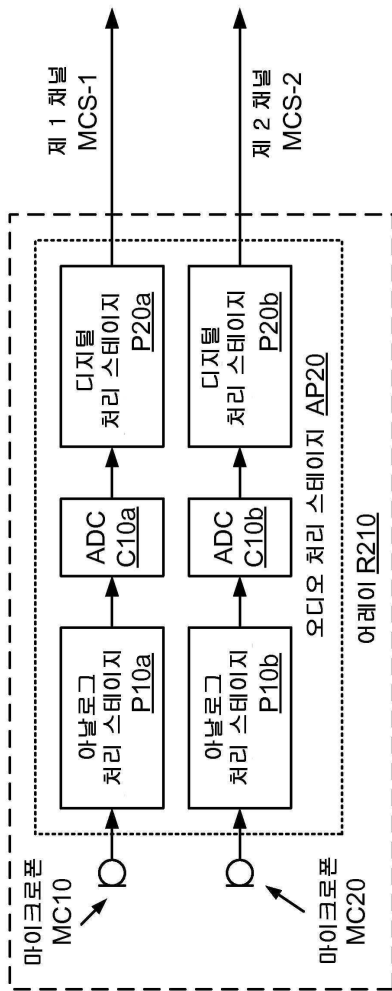 마이크로폰
MC10
아날로그
처리 스테이지
P10a
ADC
C10a
디지털
처리 스테이지
P20a
제 1 채널
MCS-1
마이크로폰
MC20
아날로그
처리 스테이지
P10b
ADC
C10b
디지털
처리 스테이지
P20b
제 2 채널
MCS-2
오디오 처리 스테이지 AP20
어레이 R210